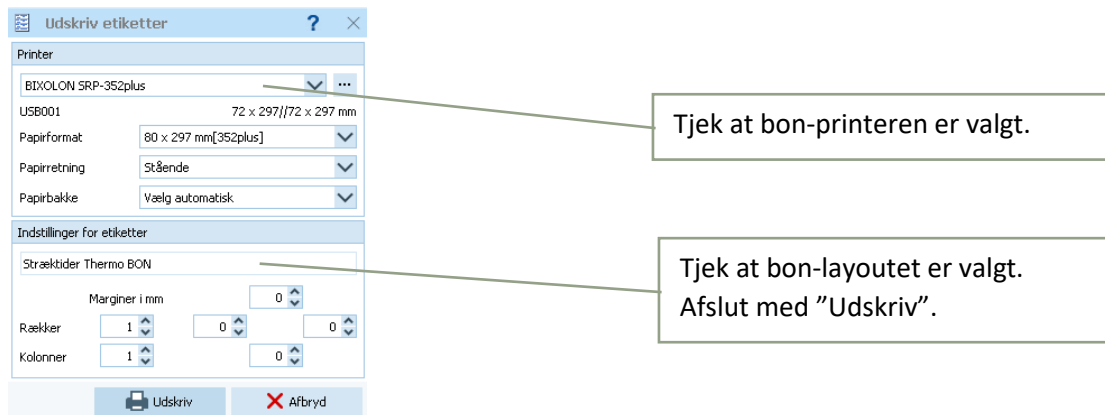 Udskriv etiketter ?
Printer
BIXOLON SRP-352plus ...
USB001 72 x 297//72 x 297 mm
Papirformat 80 x 297 mm[352plus]
Papirretning Stående
Papirbakke Vælg automatisk
Indstillinger for etiketter
Stræktider Thermo BON
Marginer i mm 0
Rækker 1 0 0
Kolonner 1 0
Udskriv Afbryd
Tjek at bon-printeren er valgt.
Tjek at bon-layoutet er valgt.
Afslut med ”Udskriv”.